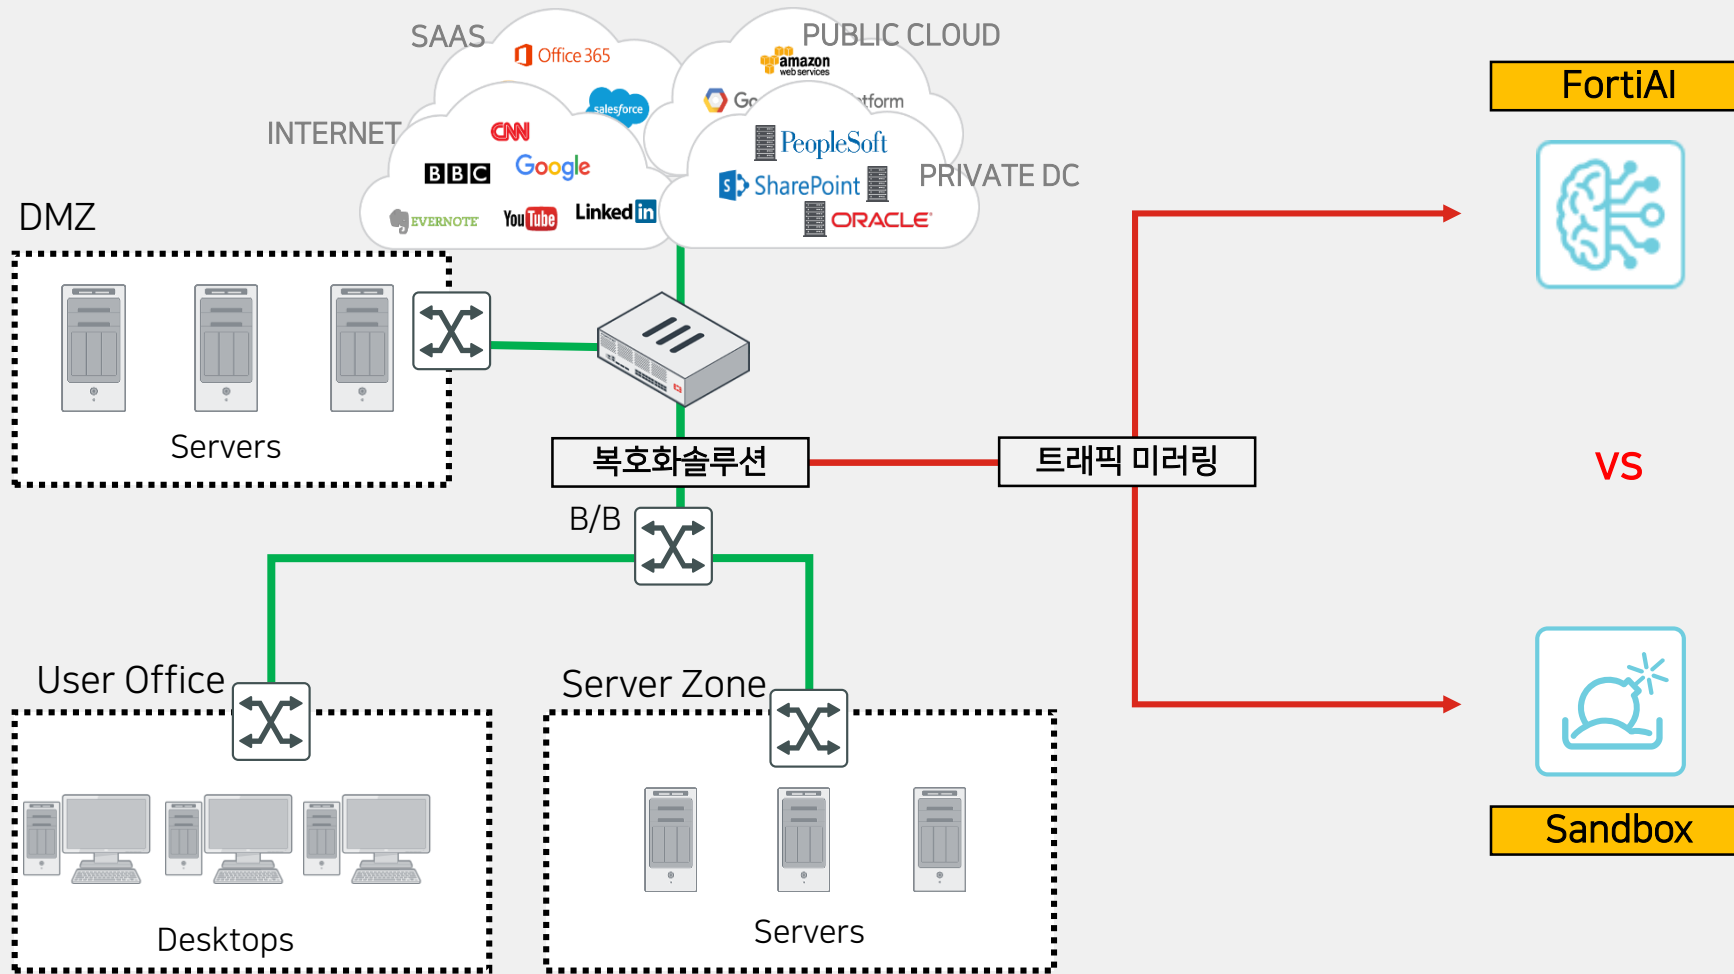 SAAS
Office 365
salesforce
PUBLIC CLOUD
amazon
web services
INTERNET
CNN
BBC
Google
EVERNOTE
YouTube
Linked in
PeopleSoft
SharePoint
ORACLE
PRIVATE DC
FortiAI
DMZ
Servers
복호화솔루션
트래픽 미러링
vs
B/B
User Office
Server Zone
Desktops
Servers
Sandbox